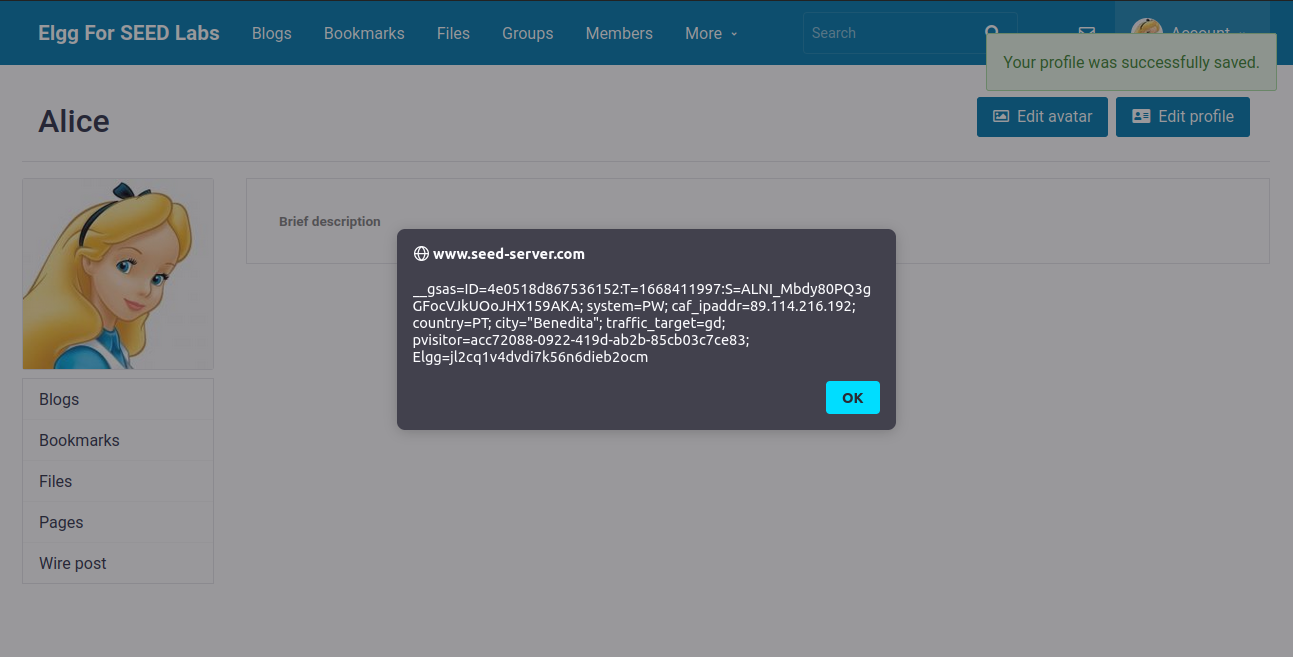 Elgg For SEED Labs Blogs Bookmarks Files Groups Members More Search Account
Your profile was successfully saved.
Alice
Edit avatar Edit profile
Brief description
www.seed-server.com
__gsas=ID=4e0518d867536152:T=1668411997:S=ALNI_Mbdy80PQ3g
GFocVJkUOoJHX159AKA; system=PW; caf_ipaddr=89.114.216.192;
country=PT; city="Benedita"; traffic_target=gd;
pvisitor=acc72088-0922-419d-ab2b-85cb03c7ce83;
Elgg=jl2cq1v4dvdi7k56n6dieb2ocm
OK
Blogs
Bookmarks
Files
Pages
Wire post